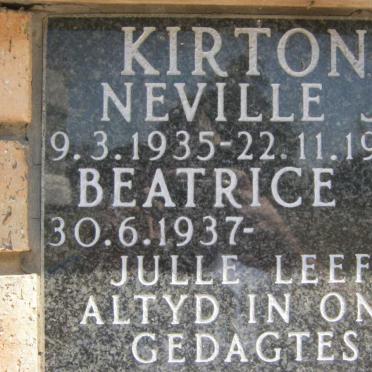 KIRTON
NEVILLE J
9.3.1935-22.11.19
BEATRICE
30.6.1937-
JULLE LEEF
ALTYD IN ON
GEDAGTES